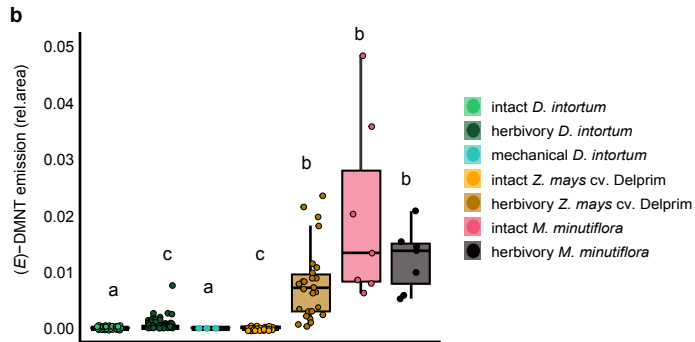 b
(E)−DMNT emission (rel.area)
0.05
0.04
0.03
0.02
0.01
0.00
a
c
a
c
b
b
b
intact D. intortum
herbivory D. intortum
mechanical D. intortum
intact Z. mays cv. Delprim
herbivory Z. mays cv. Delprim
intact M. minutiflora
herbivory M. minutiflora